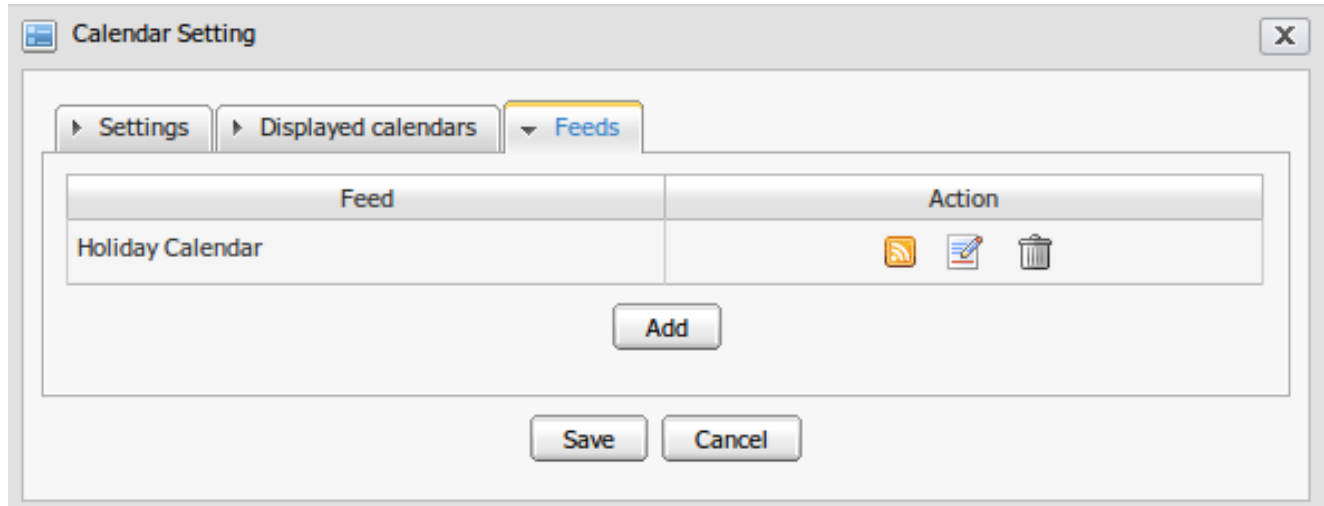 Calendar Setting
X
Settings
Displayed calendars
Feeds
Feed Action
Holiday Calendar
Add
Save Cancel